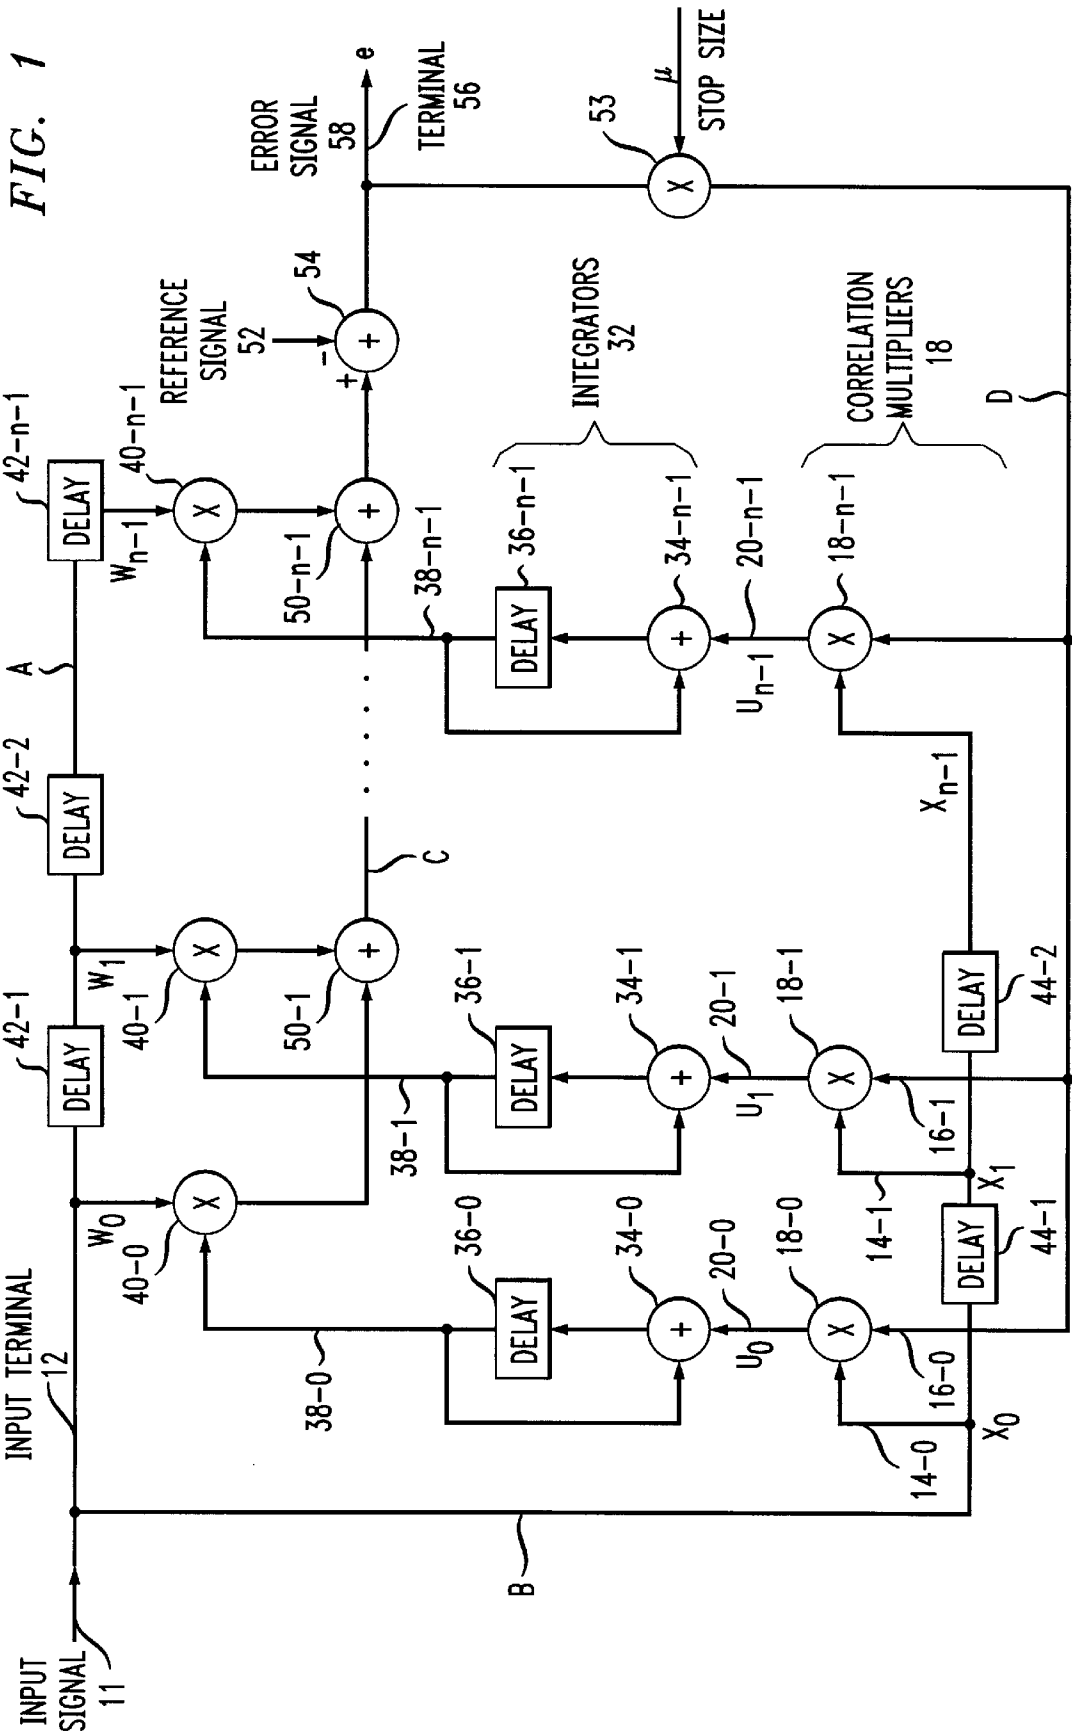 FIG. 1
INPUT
SIGNAL
11
INPUT TERMINAL
12
42-1
DELAY
42-2
DELAY
A
42-n-1
DELAY
W0
40-0
X
W1
40-1
X
Wn-1
40-n-1
X
REFERENCE
SIGNAL
52
ERROR
SIGNAL
58
e
TERMINAL
56
50-1
+
C
50-n-1
+
+
-
54
+
38-0
38-1
38-n-1
B
36-0
DELAY
36-1
DELAY
36-n-1
DELAY
INTEGRATORS
32
34-0
+
34-1
+
34-n-1
+
53
X
μ
STOP SIZE
U0
20-0
U1
20-1
Un-1
20-n-1
18-0
X
18-1
X
18-n-1
X
CORRELATION
MULTIPLIERS
18
14-0
16-0
14-1
16-1
Xn-1
D
X0
DELAY
44-1
X1
DELAY
44-2